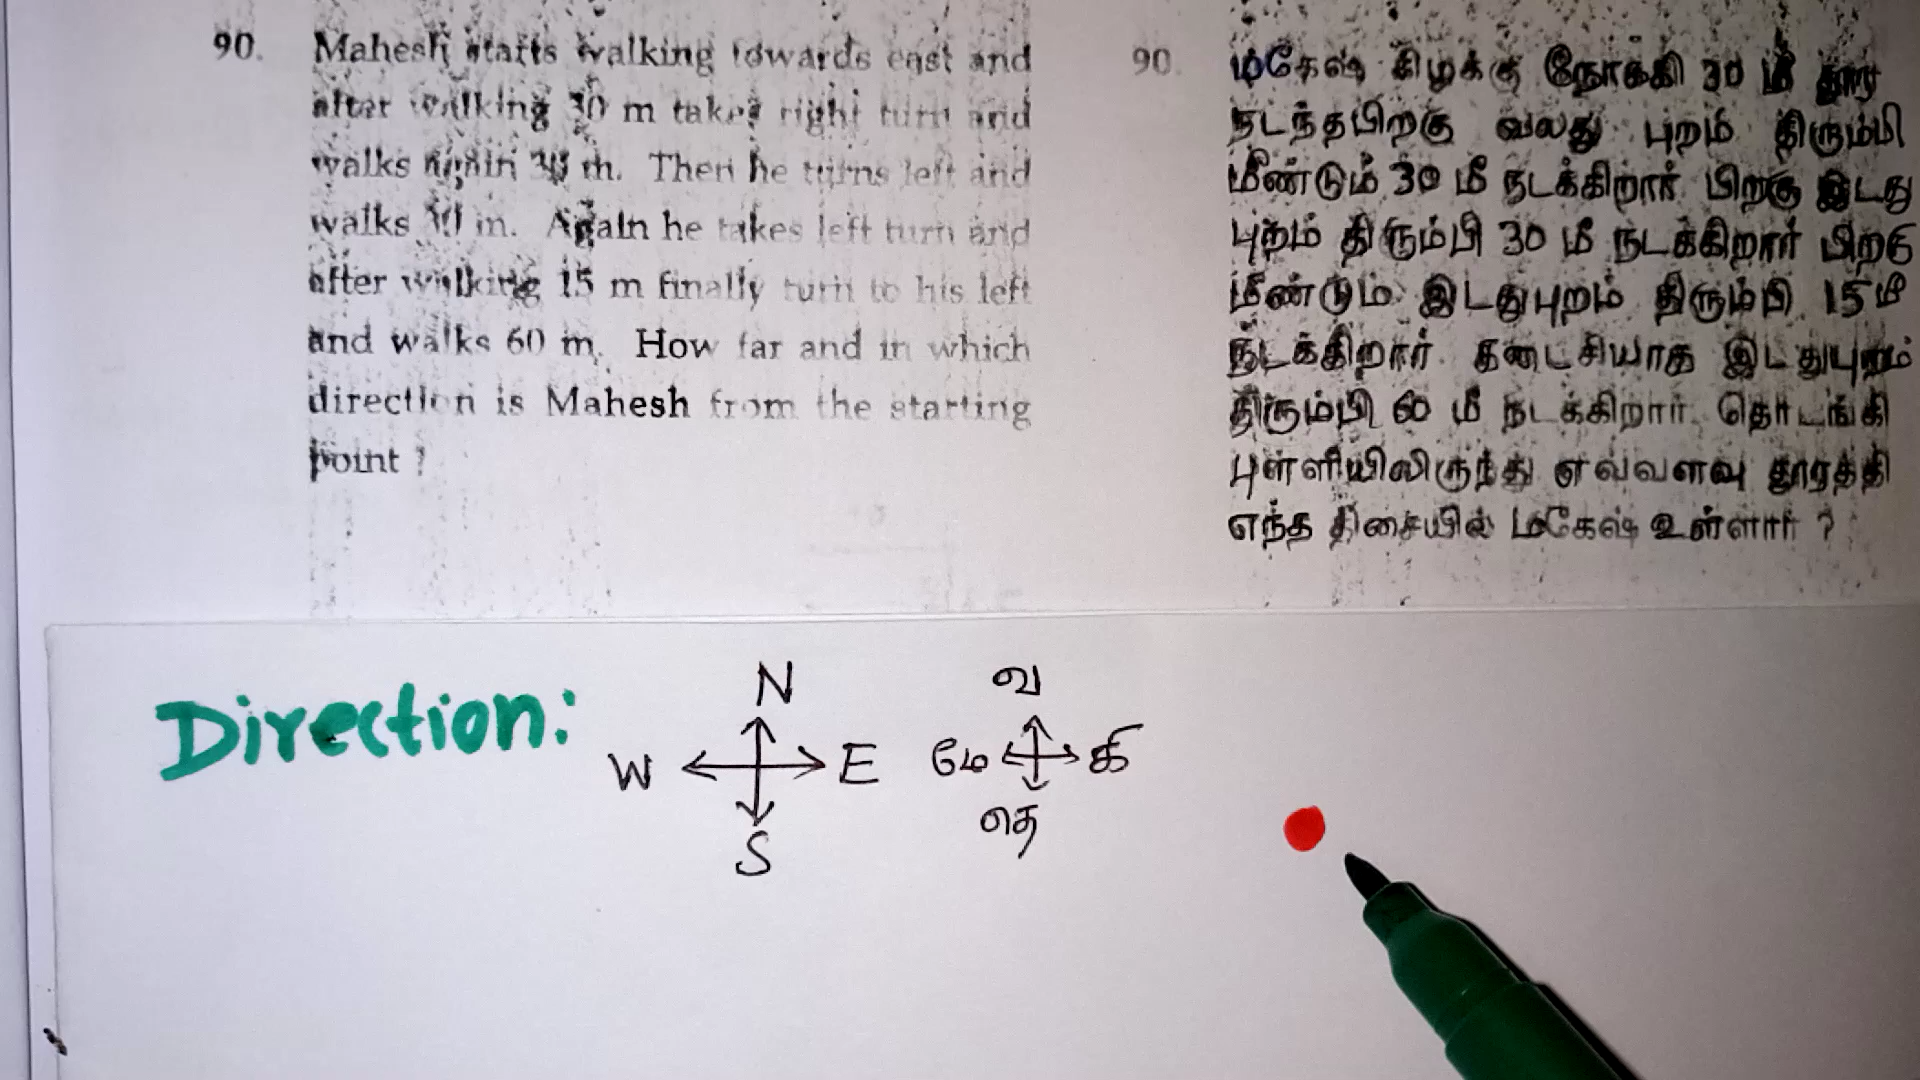 90. Mahesh starts walking towards east and
after walking 30 m takes right turn and
walks again 30 m. Then he turns left and
walks 30 m. Again he takes left turn and
after walking 15 m finally turn to his left
and walks 60 m. How far and in which
direction is Mahesh from the starting
point ?
90. மகேஷ் கிழக்கு நோக்கி 30 மீ தூர
நடந்தபிறகு வலது புறம் திரும்பி
மீண்டும் 30 மீ நடக்கிறார் பிறகு இடது
புறம் திரும்பி 30 மீ நடக்கிறார் பிறகு
மீண்டும் இடதுபுறம் திரும்பி 15 மீ
நடக்கிறார். கடைசியாக இடதுபுறம்
திரும்பி 60 மீ நடக்கிறார். தொடங்கி
புள்ளியிலிருந்து எவ்வளவு தூரத்தி
எந்த திசையில் மகேஷ் உள்ளார் ?
Direction:
N
W E
S
வ
மே கி
தெ